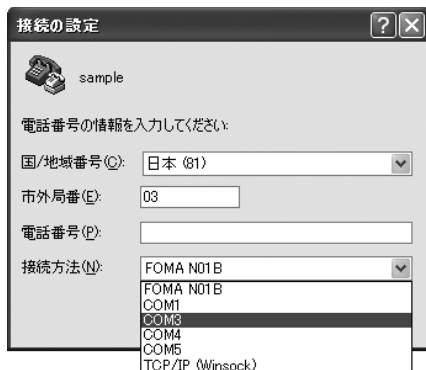 接続の設定
sample
電話番号の情報を入力してください:
国/地域番号(C): 日本 (81)
市外局番(E): 03
電話番号(P):
接続方法(N): FOMA N01B
FOMA N01B
COM1
COM3
COM4
COM5
TCP/IP (Winsock)